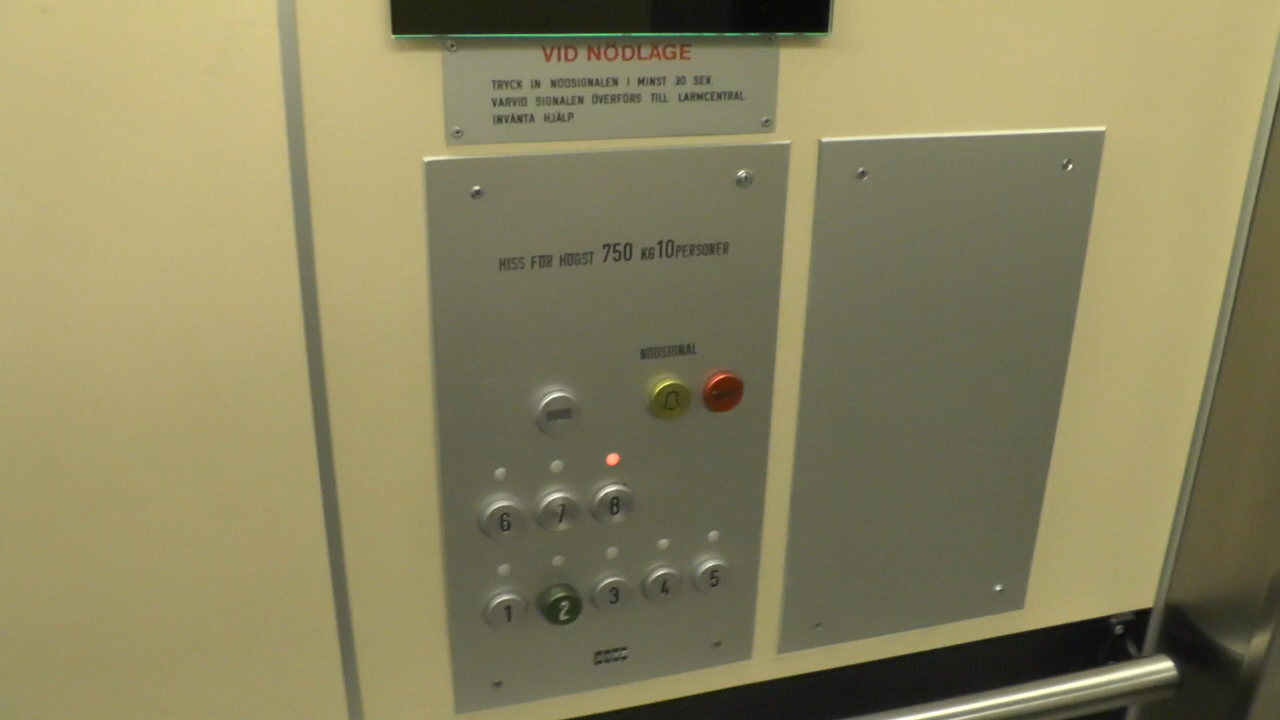 VID NÖDLÄGE
TRYCK IN NÖDSIGNALEN I MINST 30 SEK.
VARVID SIGNALEN ÖVERFÖRS TILL LARMCENTRAL.
INVÄNTA HJÄLP.
HISS FÖR HÖGST 750 KG 10 PERSONER
NÖDSIGNAL
6 7 8
1 2 3 4 5